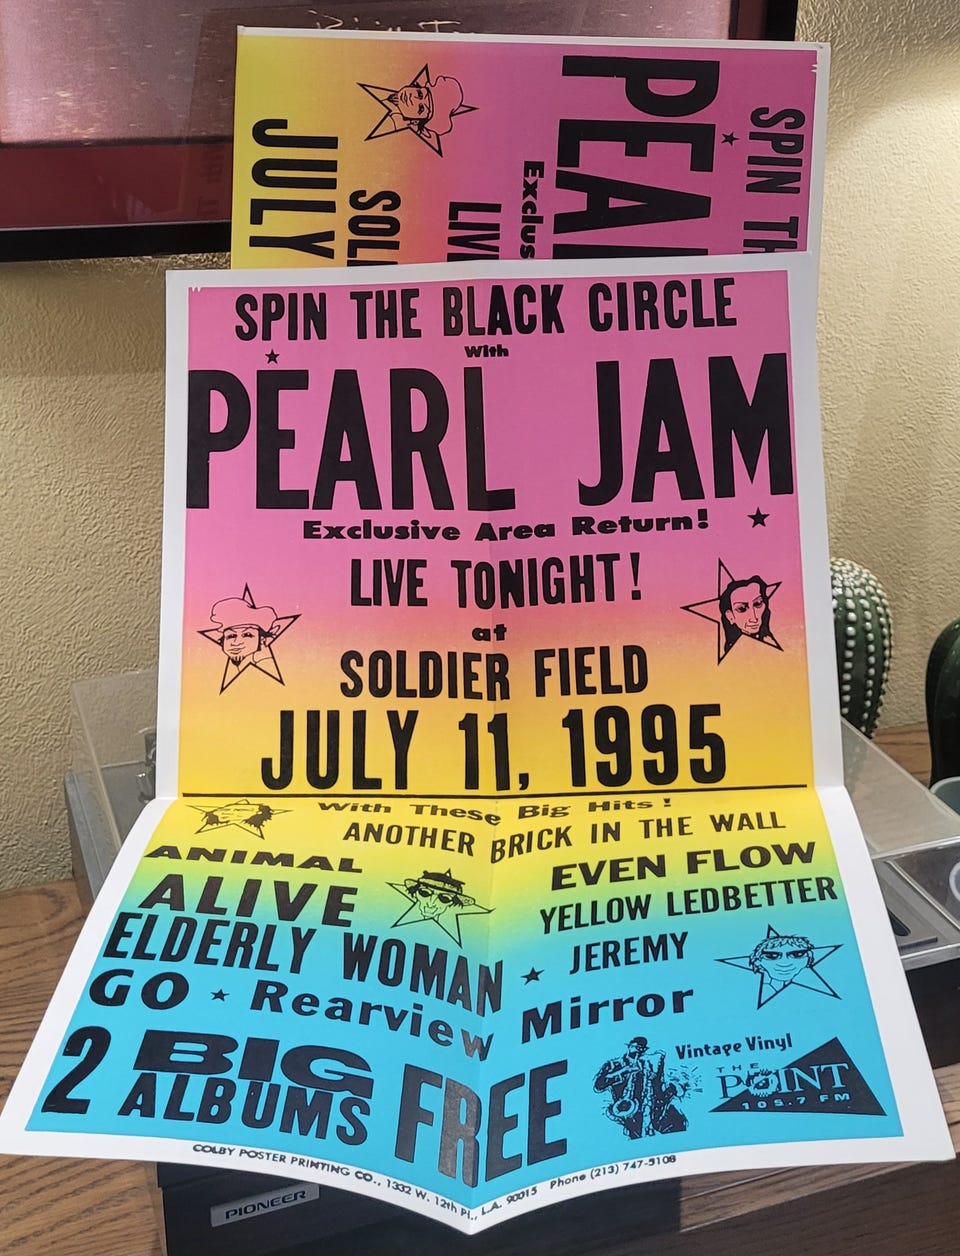 JULY
SOL
LIV
Exclus
PEA
SPIN TH
SPIN THE BLACK CIRCLE
With
PEARL JAM
Exclusive Area Return!
LIVE TONIGHT!
at
SOLDIER FIELD
JULY 11, 1995
With These Big Hits!
ANOTHER BRICK IN THE WALL
ANIMAL
EVEN FLOW
ALIVE
YELLOW LEDBETTER
ELDERLY WOMAN
JEREMY
GO ★ Rearview Mirror
2 BIG ALBUMS FREE
Vintage Vinyl
THE
POINT
105.7 FM
COLBY POSTER PRINTING CO., 1332 W. 12th Pl., L.A. 90015 Phone (213) 747-5108
PIONEER